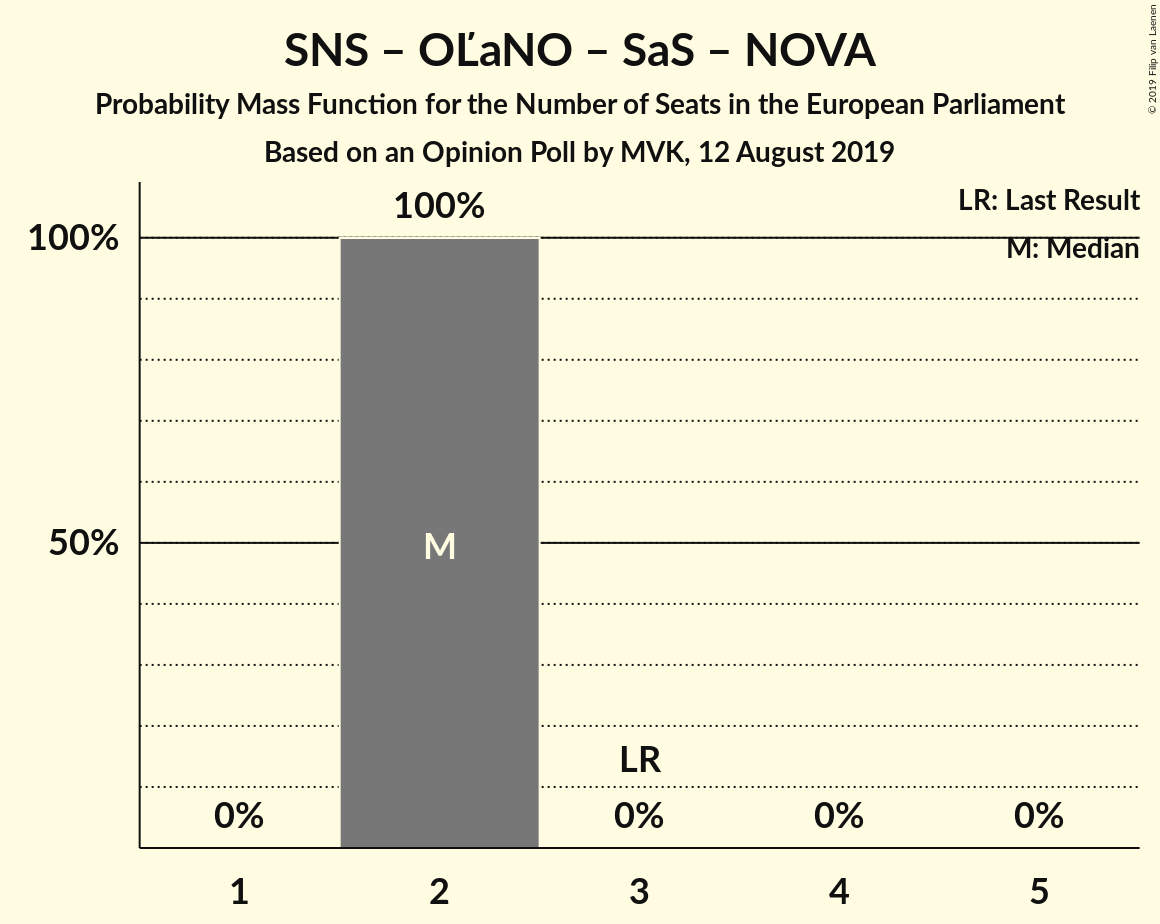 SNS – OĽaNO – SaS – NOVA
Probability Mass Function for the Number of Seats in the European Parliament
Based on an Opinion Poll by MVK, 12 August 2019
© 2019 Filip van Laenen
LR: Last Result
M: Median
100%
100%
50%
M
LR
0%
0%
0%
0%
1
2
3
4
5